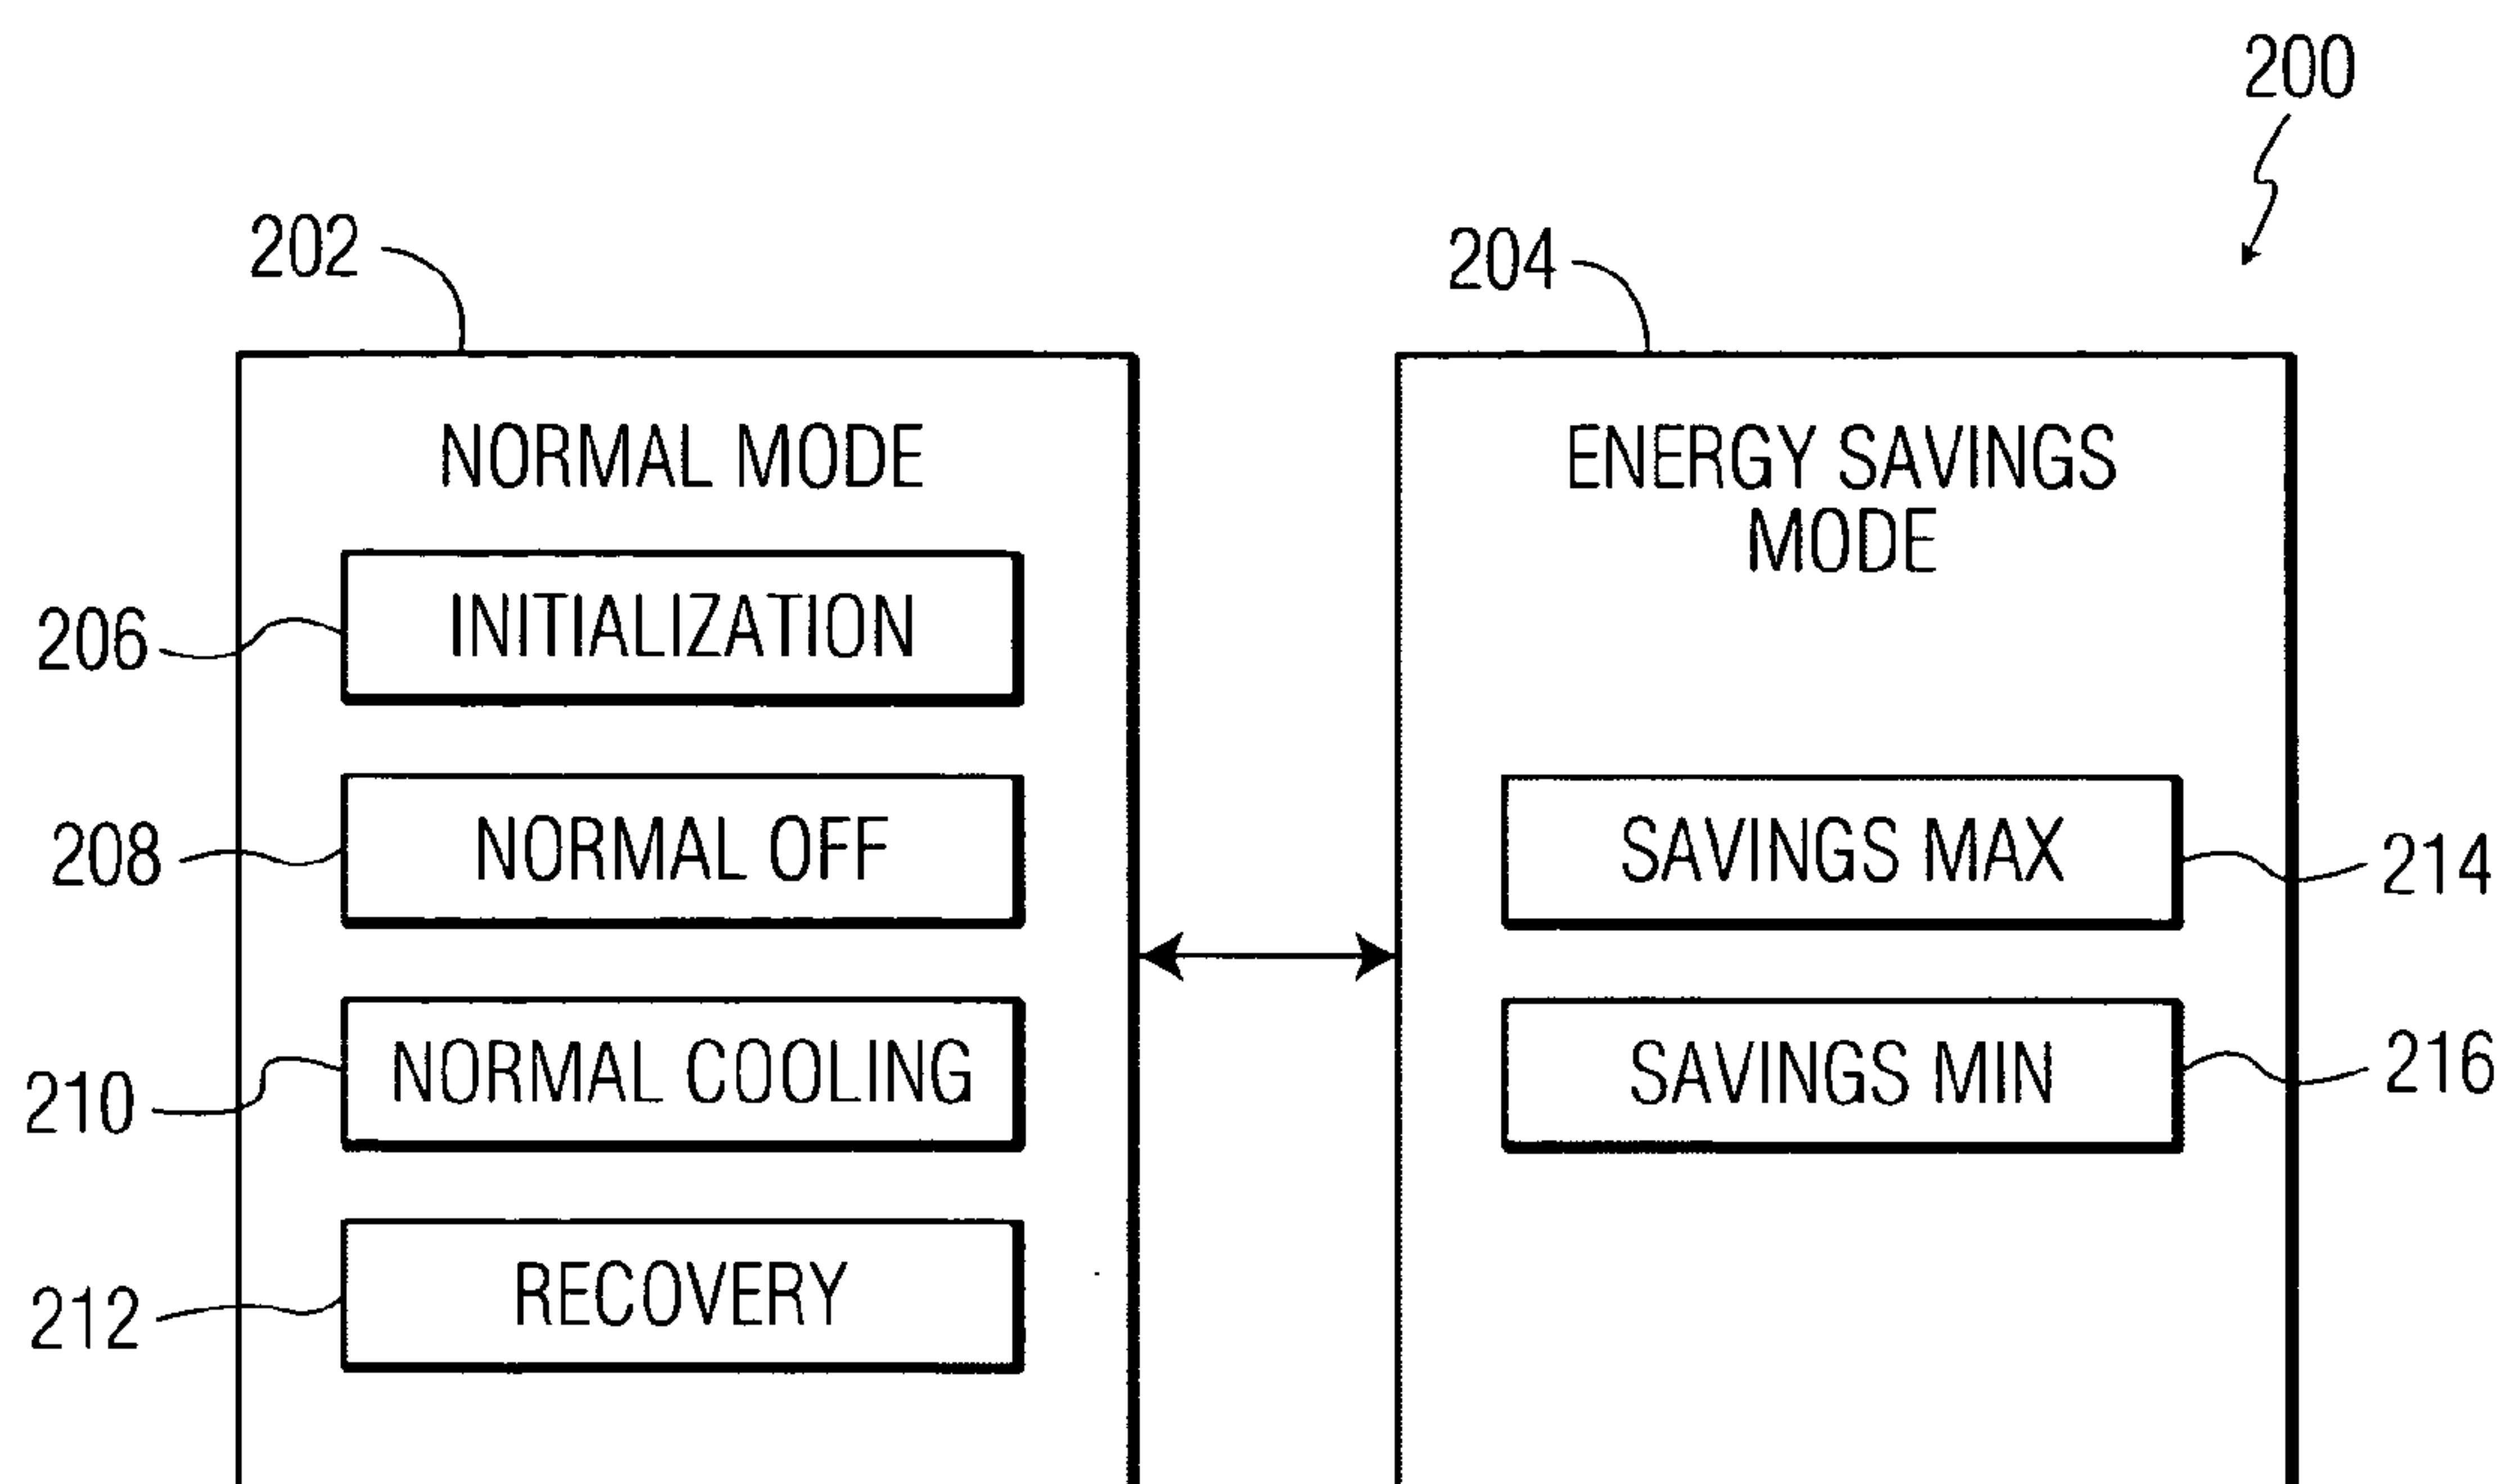 200
202
204
NORMAL MODE
ENERGY SAVINGS
MODE
206
INITIALIZATION
208
NORMAL OFF
SAVINGS MAX
214
210
NORMAL COOLING
SAVINGS MIN
216
212
RECOVERY